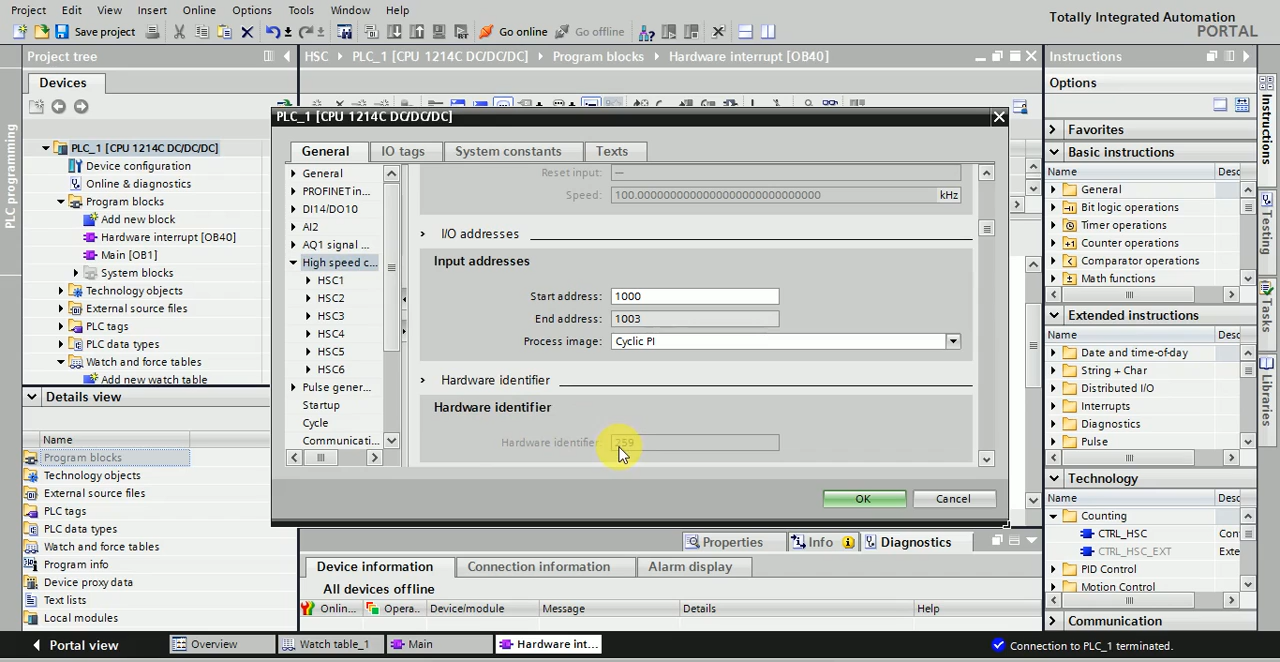 Project Edit View Insert Online Options Tools Window Help
Totally Integrated Automation
PORTAL
Save project
Go online
Go offline
Project tree
HSC PLC_1 [CPU 1214C DC/DC/DC] Program blocks Hardware interrupt [OB40]
Instructions
Devices
Options
PLC programming
PLC_1 [CPU 1214C DC/DC/DC]
Device configuration
Online & diagnostics
Program blocks
Add new block
Hardware interrupt [OB40]
Main [OB1]
System blocks
Technology objects
External source files
PLC tags
PLC data types
Watch and force tables
Add new watch table
Details view
Name
Program blocks
Technology objects
External source files
PLC tags
PLC data types
Watch and force tables
Program info
Device proxy data
Text lists
Local modules
PLC_1 [CPU 1214C DC/DC/DC]
General IO tags System constants Texts
General
PROFINET in...
DI14/DO10
AI2
AQ1 signal ...
High speed c...
HSC1
HSC2
HSC3
HSC4
HSC5
HSC6
Pulse gener...
Startup
Cycle
Communicati...
Reset input: ---
Speed: 100.0000000000000000000000000000 kHz
I/O addresses
Input addresses
Start address: 1000
End address: 1003
Process image: Cyclic PI
Hardware identifier
Hardware identifier
Hardware identifier: 259
OK Cancel
Properties Info Diagnostics
Device information Connection information Alarm display
All devices offline
Onlin... Opera.. Device/module Message Details Help
Favorites
Basic instructions
Name Desc
General
Bit logic operations
Timer operations
Counter operations
Comparator operations
Math functions
Extended instructions
Name Desc
Date and time-of-day
String + Char
Distributed I/O
Interrupts
Diagnostics
Pulse
Technology
Name Desc
Counting
CTRL_HSC Con
CTRL_HSC_EXT Exte
PID Control
Motion Control
Communication
Instructions
Testing
Tasks
Libraries
Portal view Overview Watch table_1 Main Hardware int...
Connection to PLC_1 terminated.